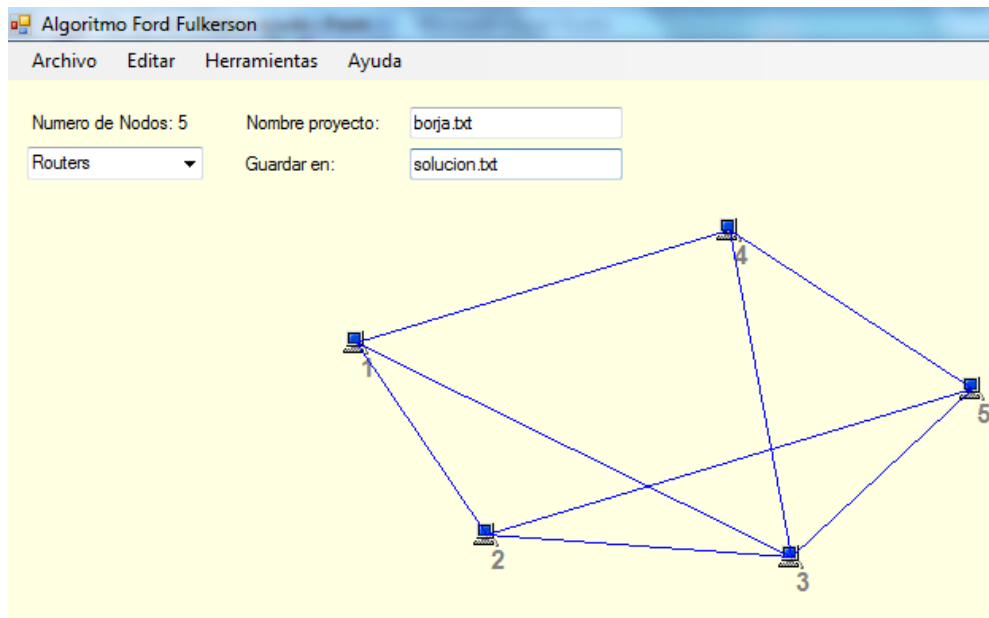 Algoritmo Ford Fulkerson
Archivo Editar Herramientas Ayuda
Numero de Nodos: 5 Nombre proyecto: borja.txt
Routers Guardar en: solucion.txt
4
1
5
2
3